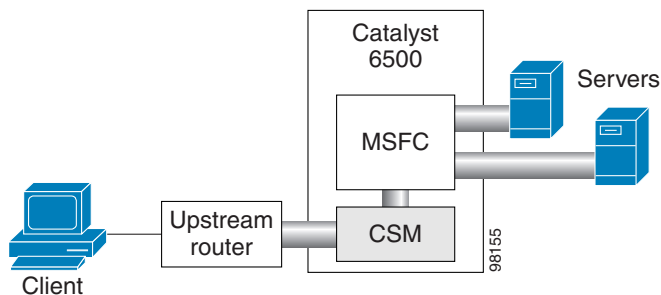 Catalyst
6500
Servers
MSFC
Upstream
router
CSM
98155
Client